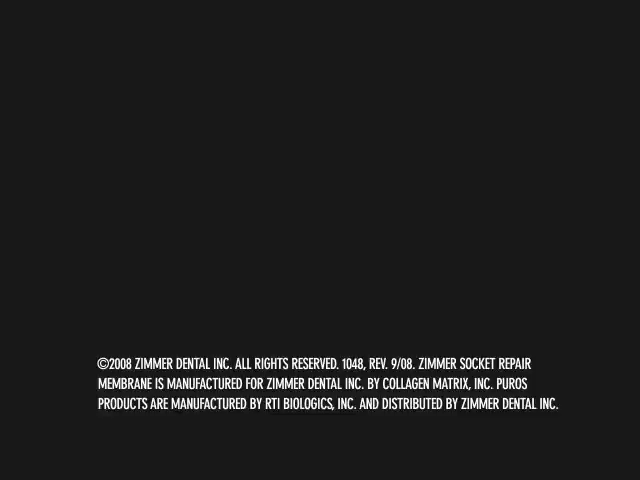 ©2008 ZIMMER DENTAL INC. ALL RIGHTS RESERVED. 1048, REV. 9/08. ZIMMER SOCKET REPAIR
MEMBRANE IS MANUFACTURED FOR ZIMMER DENTAL INC. BY COLLAGEN MATRIX, INC. PUROS
PRODUCTS ARE MANUFACTURED BY RTI BIOLOGICS, INC. AND DISTRIBUTED BY ZIMMER DENTAL INC.